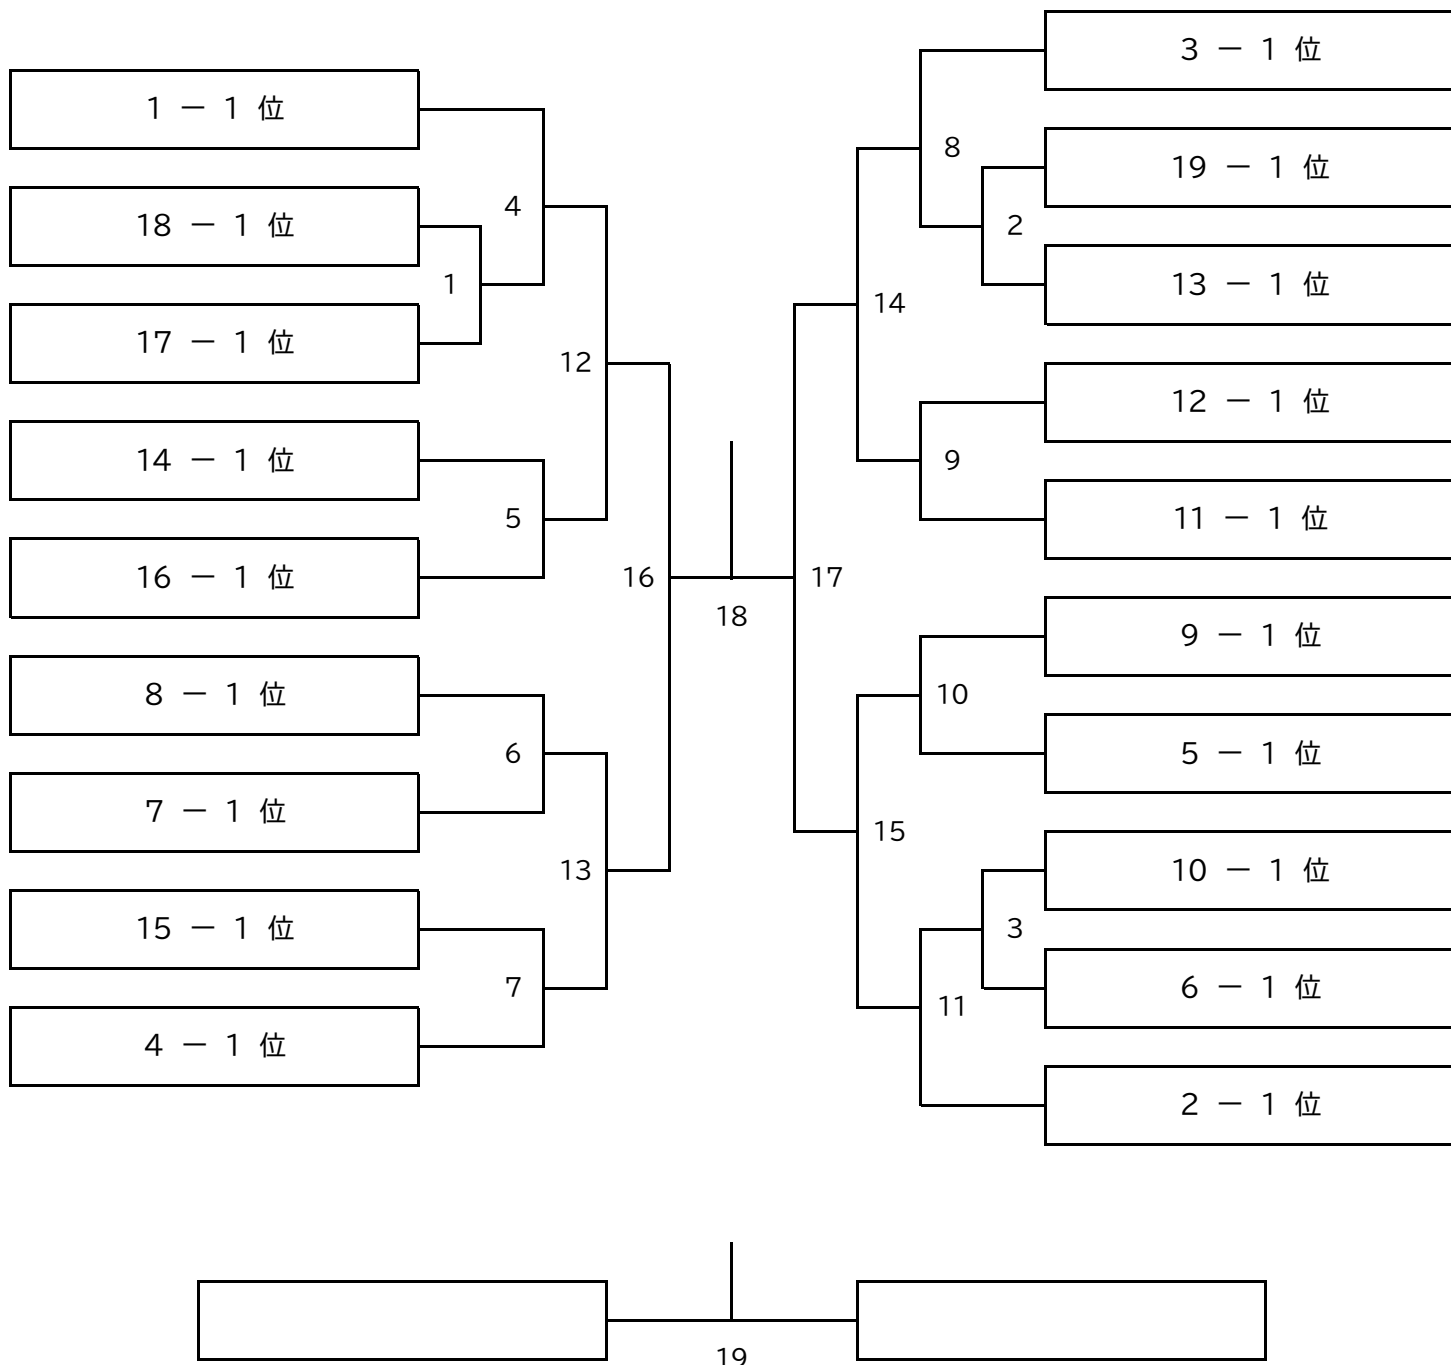 3 － 1 位
1 － 1 位
8
19 － 1 位
4
18 － 1 位
2
1
13 － 1 位
14
17 － 1 位
12
12 － 1 位
14 － 1 位
9
5
11 － 1 位
16 － 1 位
16
17
18
9 － 1 位
8 － 1 位
10
6
5 － 1 位
7 － 1 位
15
13
10 － 1 位
15 － 1 位
3
7
6 － 1 位
11
4 － 1 位
2 － 1 位
19